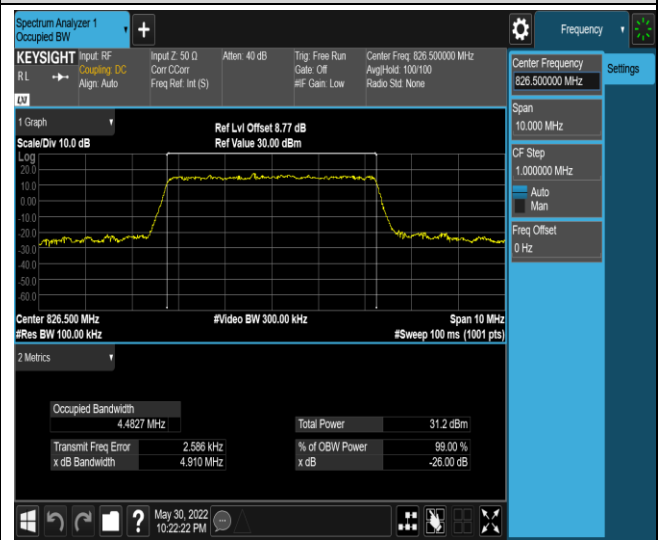 Spectrum Analyzer 1
Occupied BW
Frequency
KEYSIGHT
RL
LXI
Input: RF
Coupling: DC
Align: Auto
Input Z: 50 Ω
Corr CCorr
Freq Ref: Int (S)
Atten: 40 dB
Trig: Free Run
Gate: Off
#IF Gain: Low
Center Freq: 826.500000 MHz
Avg|Hold: 100/100
Radio Std: None
Center Frequency
826.500000 MHz
Settings
Span
10.000 MHz
CF Step
1.000000 MHz
Auto
Man
Freq Offset
0 Hz
1 Graph
Scale/Div 10.0 dB
Ref Lvl Offset 8.77 dB
Ref Value 30.00 dBm
Log
20.0
10.0
0.00
-10.0
-20.0
-30.0
-40.0
-50.0
-60.0
Center 826.500 MHz
#Res BW 100.00 kHz
#Video BW 300.00 kHz
Span 10 MHz
#Sweep 100 ms (1001 pts)
2 Metrics
Occupied Bandwidth
4.4827 MHz
Total Power 31.2 dBm
Transmit Freq Error 2.586 kHz
% of OBW Power 99.00 %
x dB Bandwidth 4.910 MHz
x dB -26.00 dB
?
May 30, 2022
10:22:22 PM